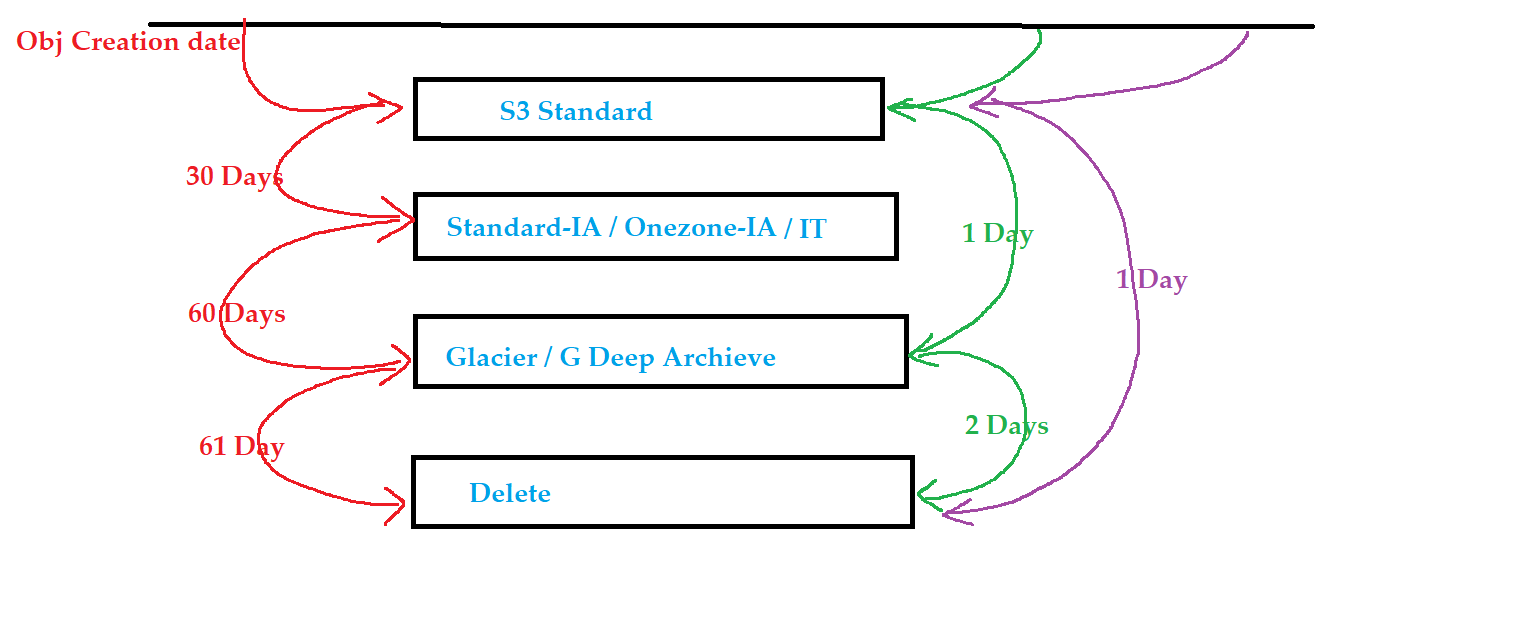 Obj Creation date
S3 Standard
30 Days
Standard-IA / Onezone-IA / IT
1 Day
1 Day
60 Days
Glacier / G Deep Archieve
61 Day
2 Days
Delete